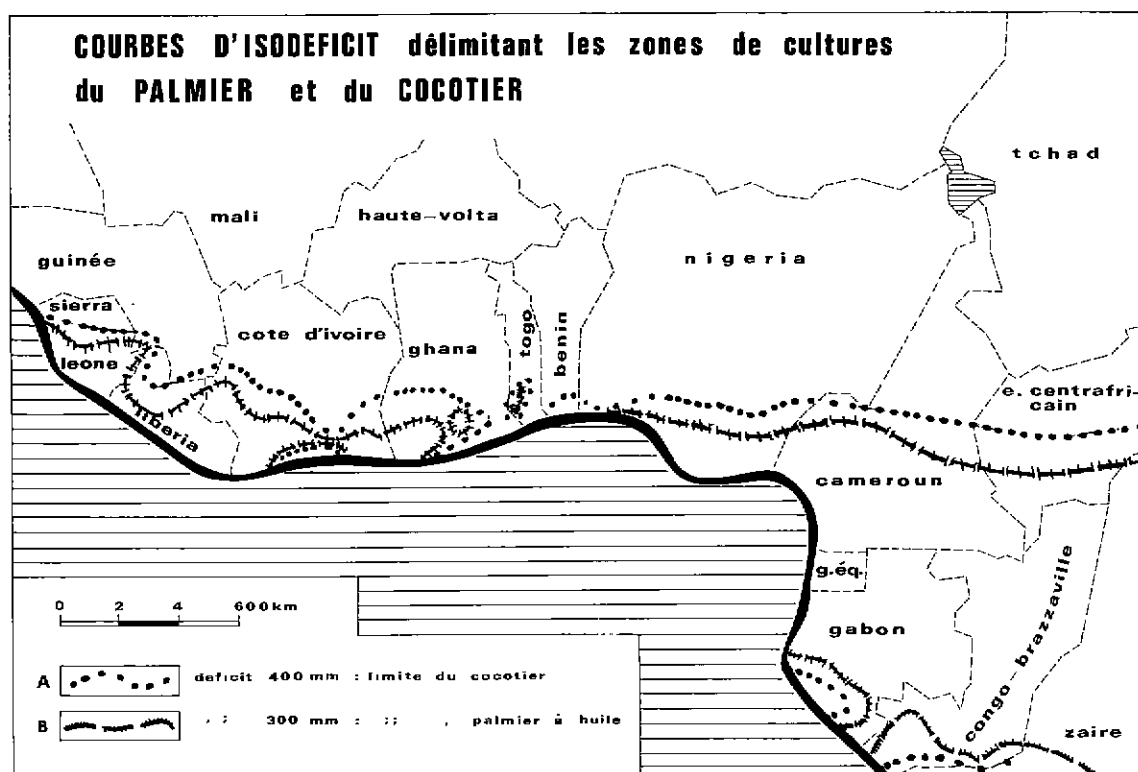 COURBES D'ISODEFICIT délimitant les zones de cultures
du PALMIER et du COCOTIER
tchad
mali
haute-volta
guinée
nigeria
sierra
leone
cote d'ivoire
ghana
togo
benin
liberia
e. centrafri-
cain
cameroun
g.éq.
gabon
congo-brazzaville
zaire
0 2 4 600km
A deficit 400 mm : limite du cocotier
B 300 mm : palmier à huile